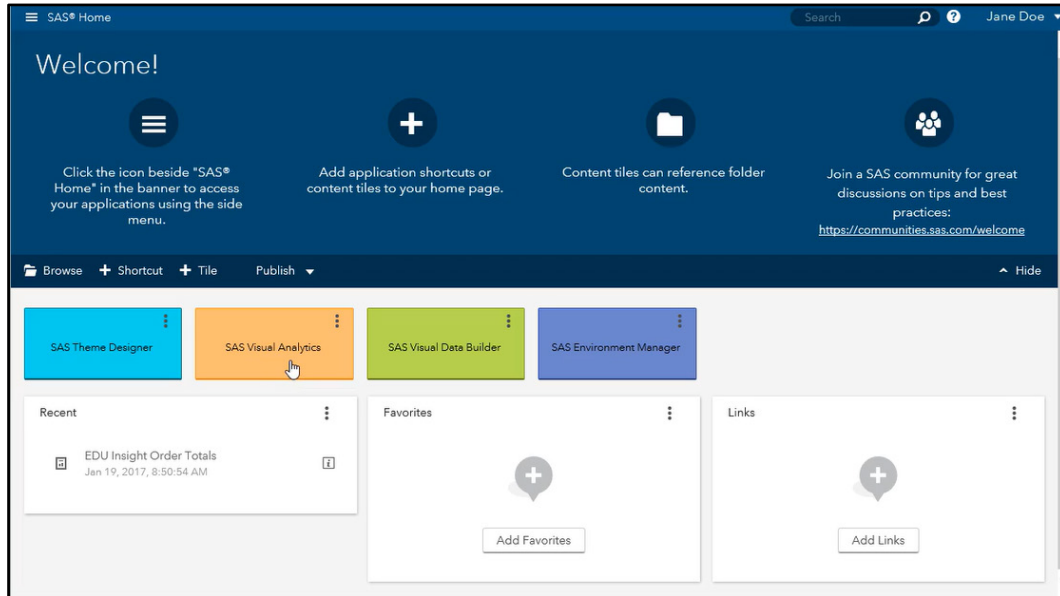 SAS® Home
Search
?
Jane Doe
Welcome!
Click the icon beside "SAS®
Home" in the banner to access
your applications using the side
menu.
Add application shortcuts or
content tiles to your home page.
Content tiles can reference folder
content.
Join a SAS community for great
discussions on tips and best
practices:
https://communities.sas.com/welcome
Browse
Shortcut
Tile
Publish
Hide
SAS Theme Designer
SAS Visual Analytics
SAS Visual Data Builder
SAS Environment Manager
Recent
EDU Insight Order Totals
Jan 19, 2017, 8:50:54 AM
i
Favorites
Add Favorites
Links
Add Links